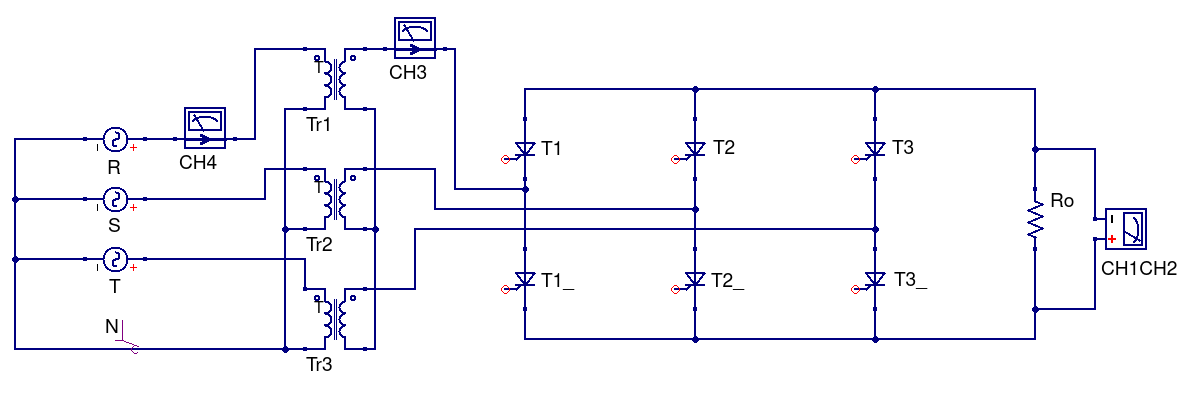 CH3
Tr1
CH4
R
S
T
N
Tr2
Tr3
T
T
T
T1
T2
T3
T1_
T2_
T3_
Ro
CH1CH2